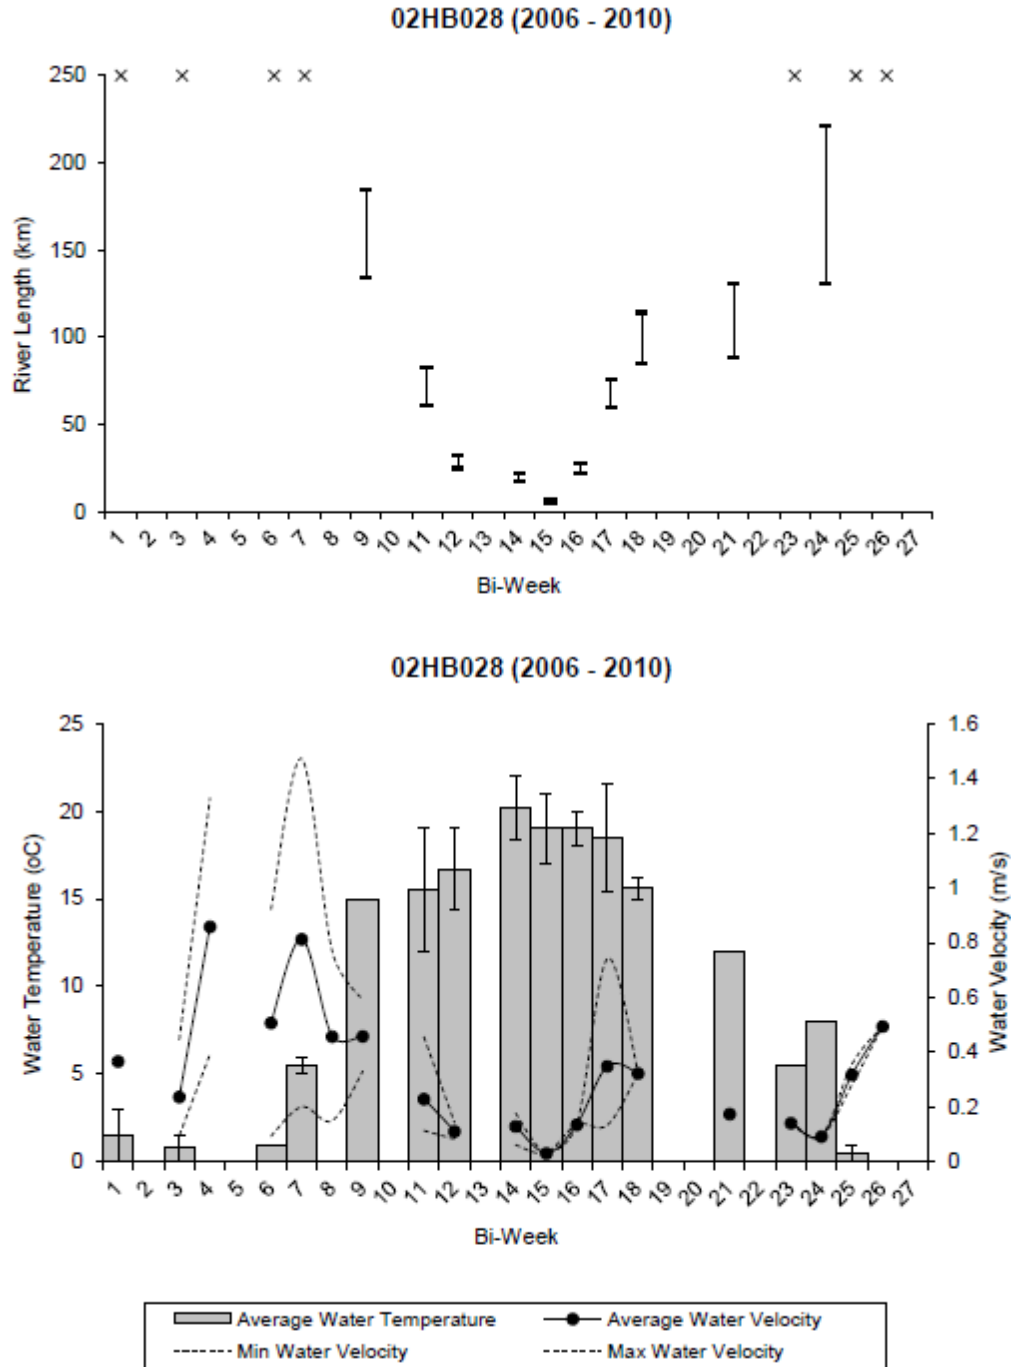 02HB028 (2006 - 2010)
250
200
150
100
50
0
River Length (km)
1 2 3 4 5 6 7 8 9 10 11 12 13 14 15 16 17 18 19 20 21 22 23 24 25 26 27
Bi-Week
02HB028 (2006 - 2010)
25
20
15
10
5
0
Water Temperature (oC)
1.6
1.4
1.2
1
0.8
0.6
0.4
0.2
0
Water Velocity (m/s)
1 2 3 4 5 6 7 8 9 10 11 12 13 14 15 16 17 18 19 20 21 22 23 24 25 26 27
Bi-Week
Average Water Temperature Average Water Velocity
Min Water Velocity Max Water Velocity